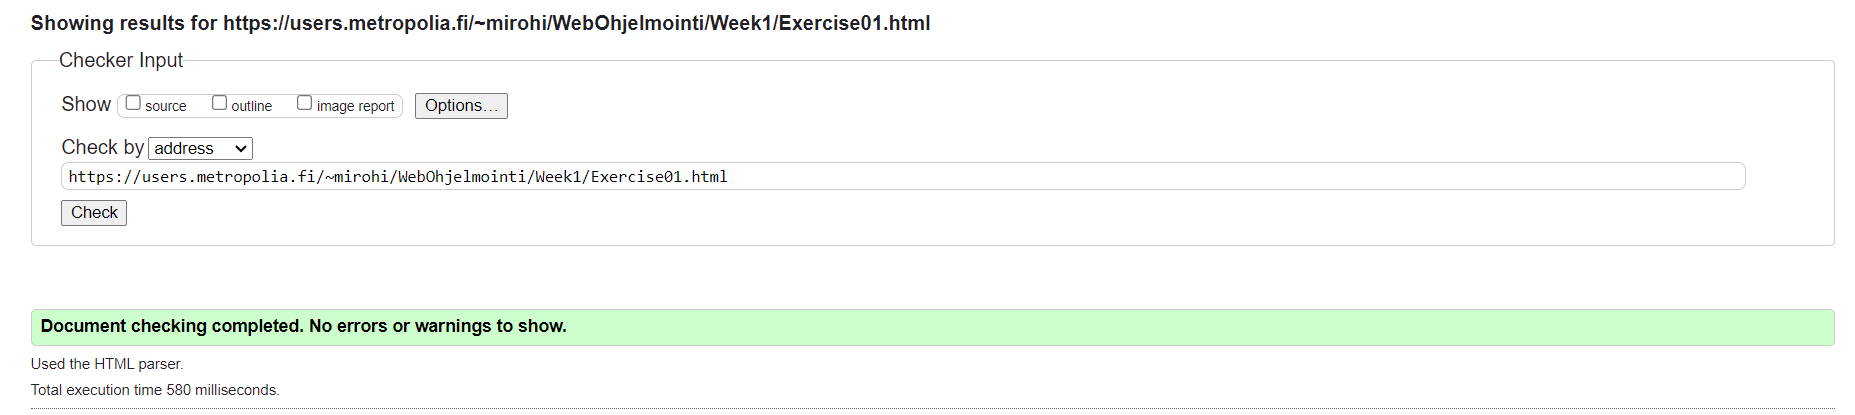 Showing results for https://users.metropolia.fi/~mirohi/WebOhjelmointi/Week1/Exercise01.html
Checker Input
Show source outline image report Options...
Check by address
https://users.metropolia.fi/~mirohi/WebOhjelmointi/Week1/Exercise01.html
Check
Document checking completed. No errors or warnings to show.
Used the HTML parser.
Total execution time 580 milliseconds.